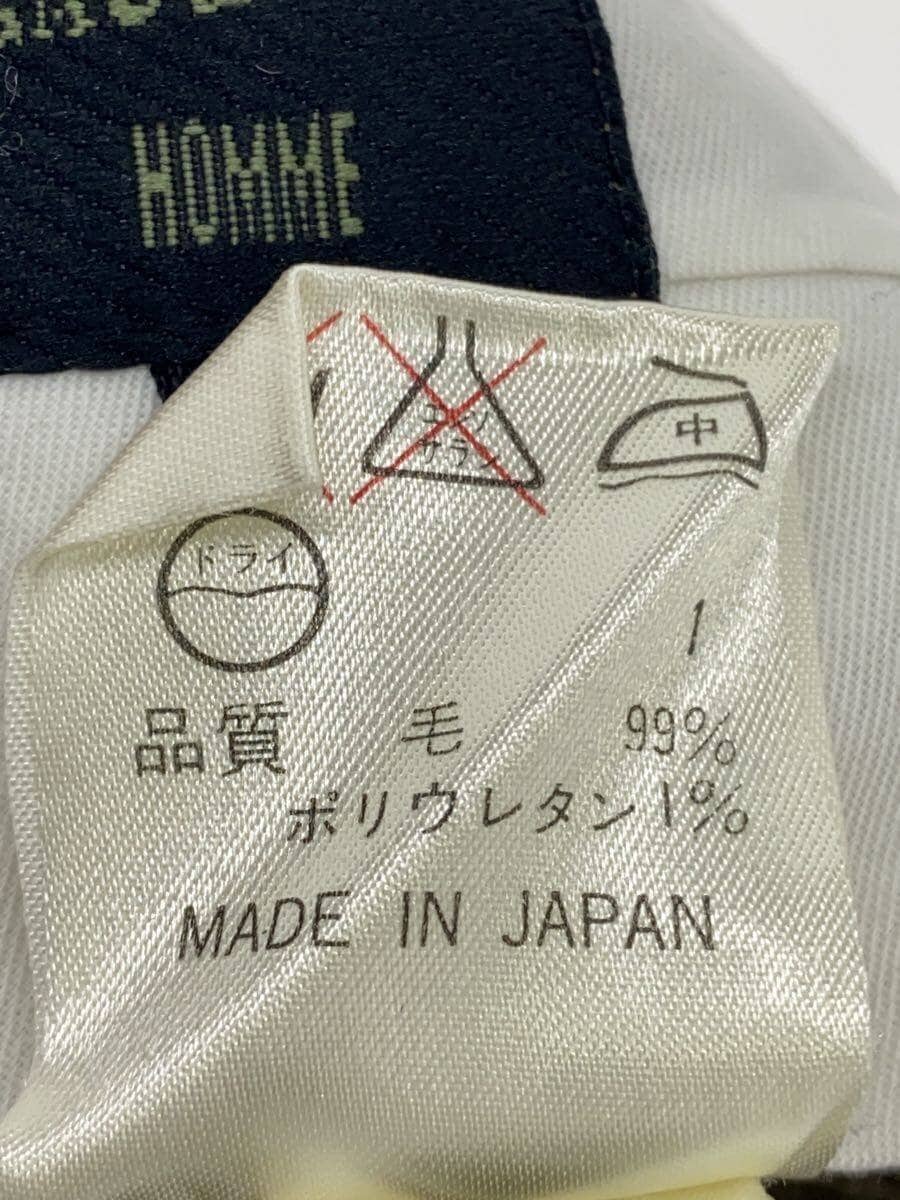 HOMME
エンソ
サラシ
中
ドライ
1
品質 毛 99%
ポリウレタン 1%
MADE IN JAPAN